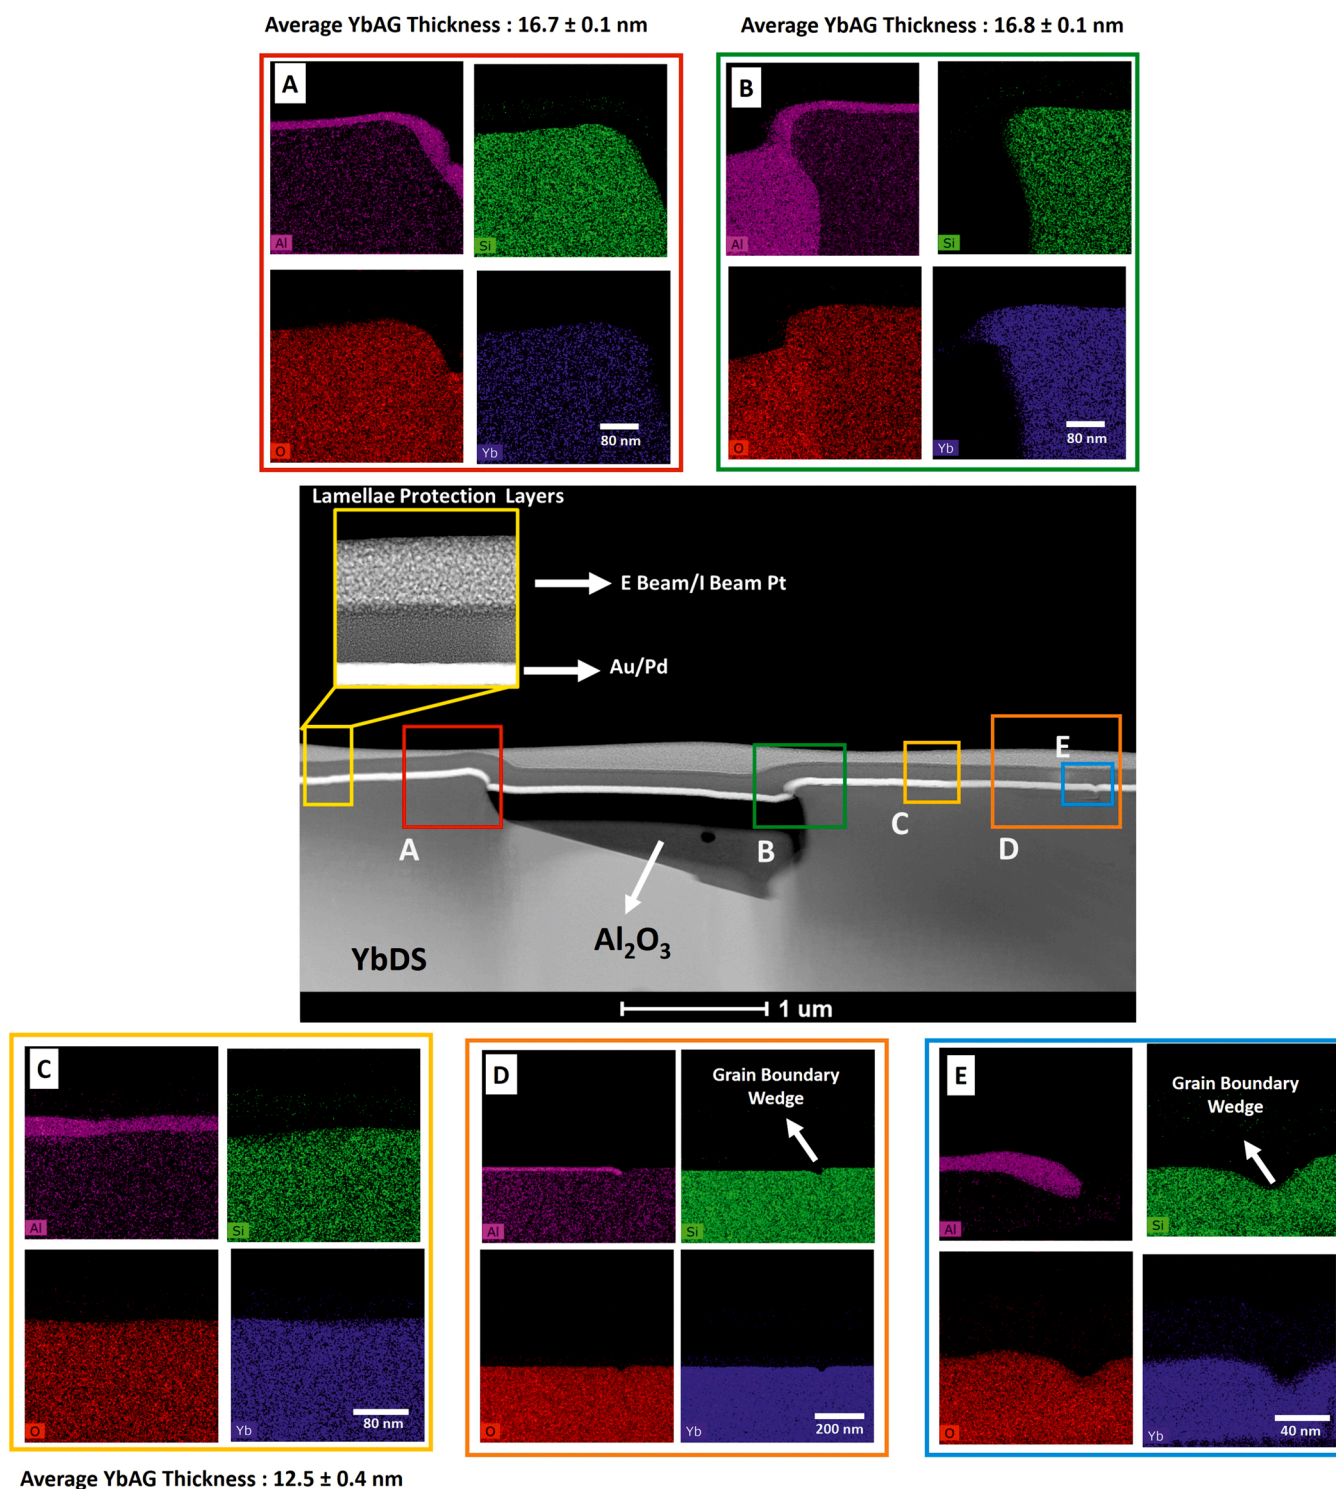 Average YbAG Thickness : 16.7 ± 0.1 nm
Average YbAG Thickness : 16.8 ± 0.1 nm
A
Al
Si
O
Yb
80 nm
B
Al
Si
O
Yb
80 nm
Lamellae Protection Layers
E Beam/I Beam Pt
Au/Pd
A
B
C
D
E
Al₂O₃
YbDS
1 um
C
Al
Si
O
Yb
80 nm
D
Grain Boundary
Wedge
Al
Si
O
Yb
200 nm
E
Grain Boundary
Wedge
Al
Si
O
Yb
40 nm
Average YbAG Thickness : 12.5 ± 0.4 nm